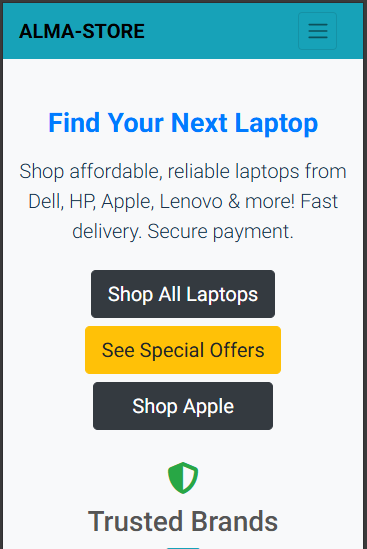 ALMA-STORE
Find Your Next Laptop
Shop affordable, reliable laptops from
Dell, HP, Apple, Lenovo & more! Fast
delivery. Secure payment.
Shop All Laptops
See Special Offers
Shop Apple
Trusted Brands